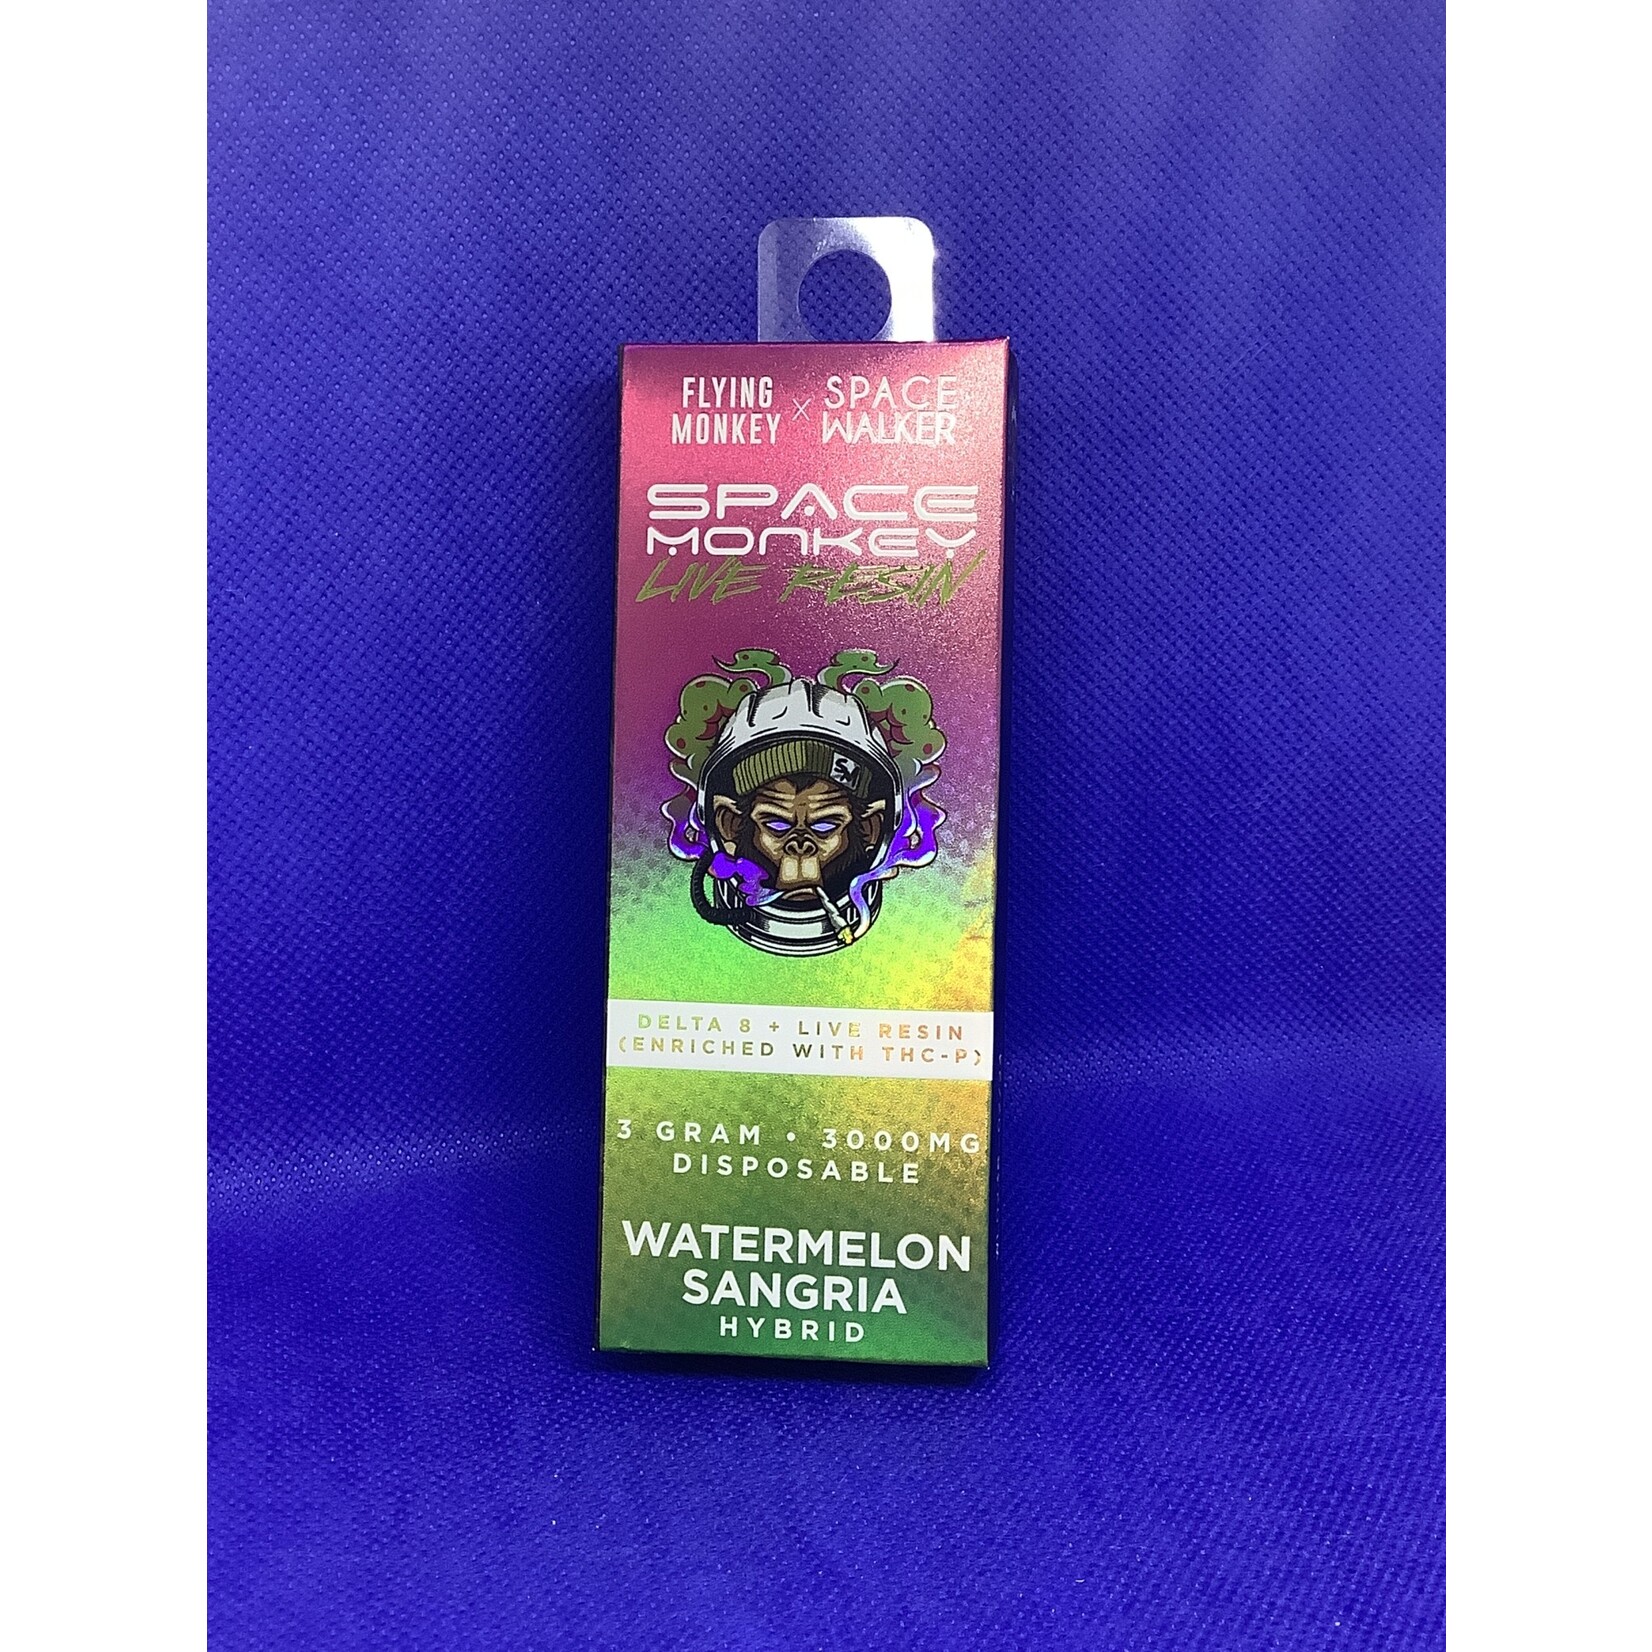 FLYING MONKEY X SPACE WALKER
SPACE
MONKEY
LIVE RESIN
SM
DELTA 8 + LIVE RESIN
(ENRICHED WITH THC-P)
3 GRAM • 3000MG
DISPOSABLE
WATERMELON
SANGRIA
HYBRID